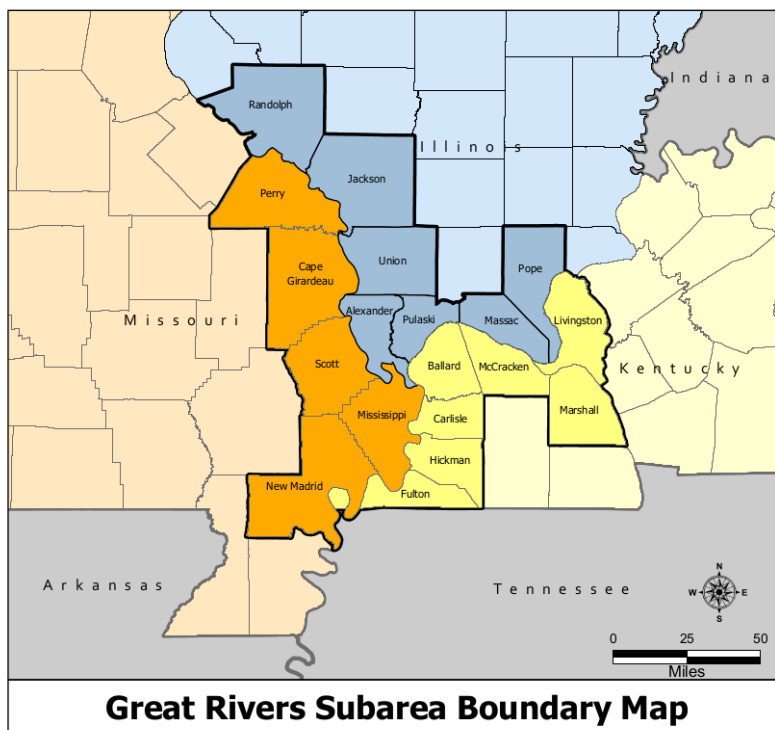 Indiana
Randolph
Illinois
Jackson
Perry
Union
Cape
Girardeau
Pope
Alexander
Pulaski
Massac
Livingston
Missouri
Scott
Ballard
McCracken
Kentucky
Mississippi
Carlisle
Marshall
Hickman
New Madrid
Fulton
Arkansas
Tennessee
N
W
E
S
0 25 50
Miles
Great Rivers Subarea Boundary Map